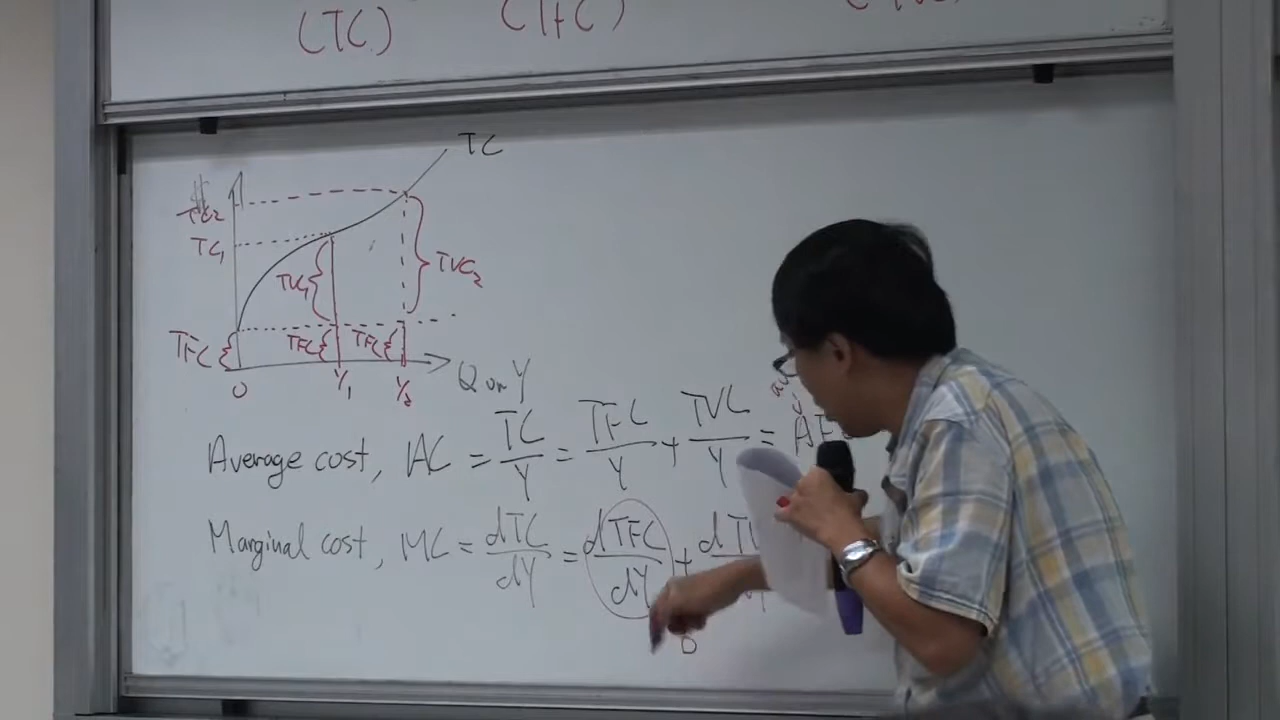 (TC) (TFC)
TC
$
TC2
TC1
TVC1 TVC2
TFC TFC TFC
0 Y1 Y2 Q or Y
Average cost, AC = TC/Y = TFC/Y + TVC/Y =
Marginal cost, MC = dTC/dY = dTFC/dY +
0